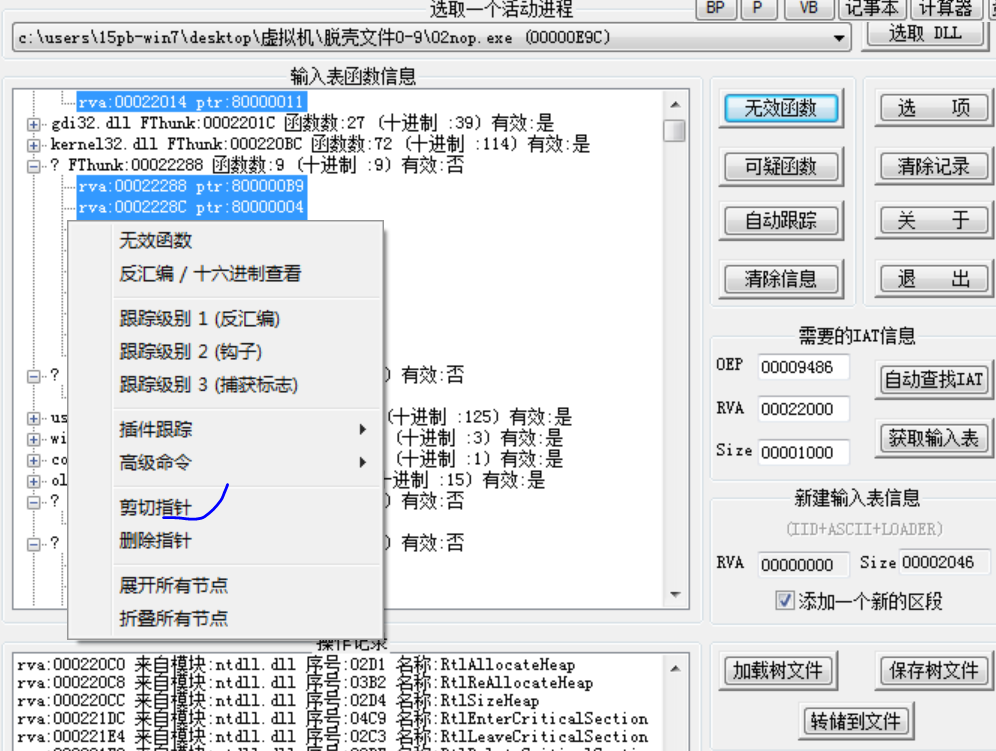 选取一个活动进程
BP P VB 记事本 计算器
c:\users\15pb-win7\desktop\虚拟机\脱壳文件0-9\02nop.exe (00000E9C)
选取 DLL
输入表函数信息
rva:00022014 ptr:80000011
gdi32.dll FThunk:0002201C 函数数:27 (十进制 :39) 有效:是
kernel32.dll FThunk:000220BC 函数数:72 (十进制 :114) 有效:是
? FThunk:00022288 函数数:9 (十进制 :9) 有效:否
rva:00022288 ptr:800000B9
rva:0002228C ptr:80000004
? ) 有效:否
us (十进制 :125) 有效:是
wi (十进制 :3) 有效:是
co (十进制 :1) 有效:是
ol 进制 :15) 有效:是
? ) 有效:否
? ) 有效:否
无效函数
反汇编 / 十六进制查看
跟踪级别 1 (反汇编)
跟踪级别 2 (钩子)
跟踪级别 3 (捕获标志)
插件跟踪
高级命令
剪切指针
删除指针
展开所有节点
折叠所有节点
无效函数
可疑函数
自动跟踪
清除信息
选 项
清除记录
关 于
退 出
需要的IAT信息
OEP 00009486
自动查找IAT
RVA 00022000
获取输入表
Size 00001000
新建输入表信息
(IID+ASCII+LOADER)
RVA 00000000 Size 00002046
添加一个新的区段
操作记录
rva:000220C0 来自模块:ntdll.dll 序号:02D1 名称:RtlAllocateHeap
rva:000220C8 来自模块:ntdll.dll 序号:03B2 名称:RtlReAllocateHeap
rva:000220CC 来自模块:ntdll.dll 序号:02D4 名称:RtlSizeHeap
rva:000221DC 来自模块:ntdll.dll 序号:04C9 名称:RtlEnterCriticalSection
rva:000221E4 来自模块:ntdll.dll 序号:02C3 名称:RtlLeaveCriticalSection
加载树文件 保存树文件
转储到文件